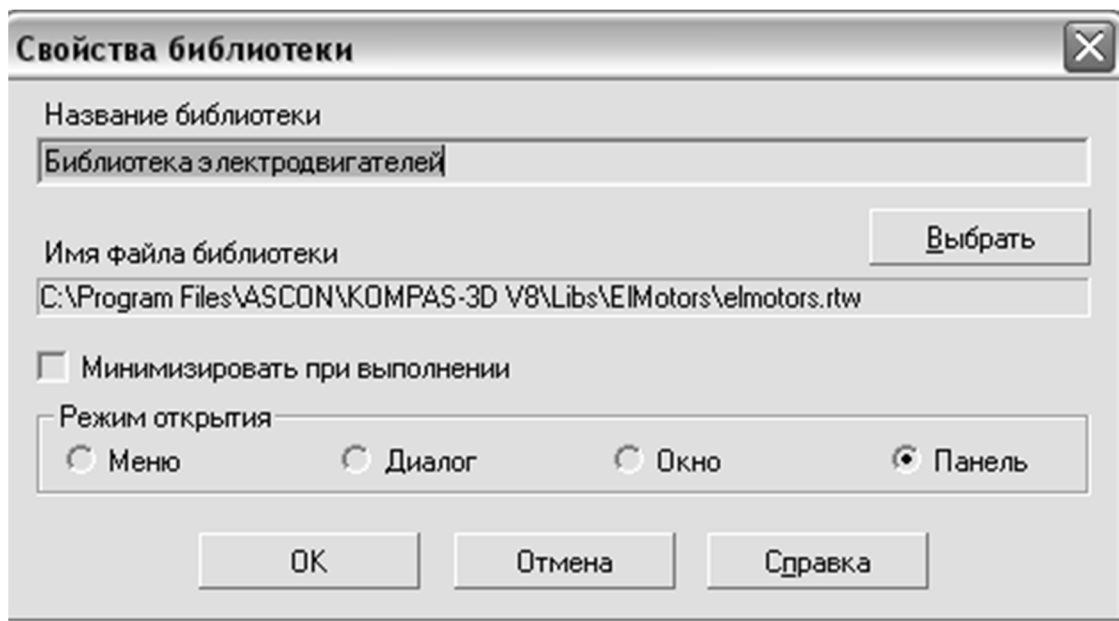 Свойства библиотеки
Название библиотеки
Библиотека электродвигателей
Выбрать
Имя файла библиотеки
C:\Program Files\ASCON\KOMPAS-3D V8\Libs\ElMotors\elmotors.rtw
Минимизировать при выполнении
Режим открытия
Меню Диалог Окно Панель
OK Отмена Справка